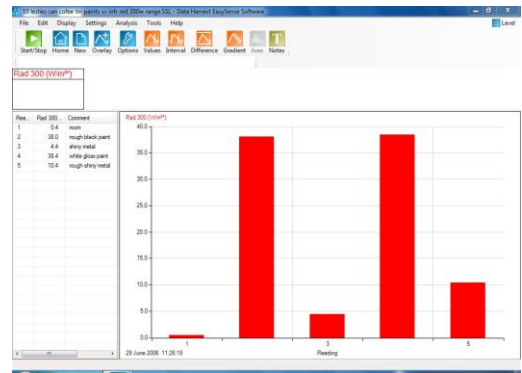 10 leslies can cofee tin paints vs infr red 300w range.SSL - Data Harvest EasySense Software
File Edit Display Settings Analysis Tools Help
Level
Start/Stop Home New Overlay Options Values Interval Difference Gradient Area Notes
Rad 300 (W/m²)
Rea... Rad 300... Comment
1 0.4 room
2 38.0 rough black paint
3 4.4 shiny metal
4 38.4 white gloss paint
5 10.4 rough shiny metal
Rad 300 (W/m²)
40.0
35.0
30.0
25.0
20.0
15.0
10.0
5.0
0.0
1 3 5
29 June 2006 11:26:18 Reading